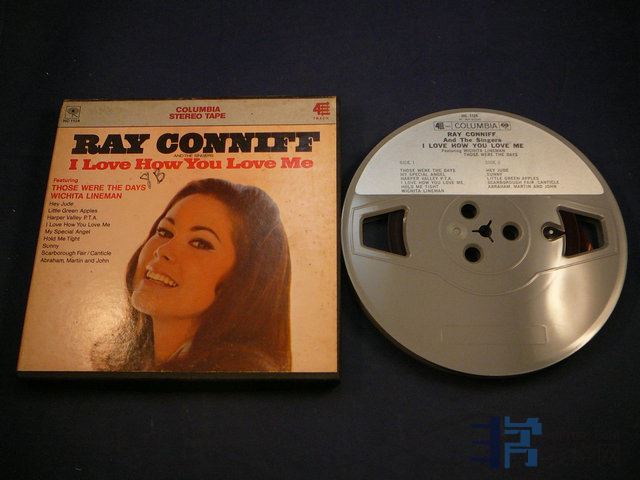 COLUMBIA
STEREO TAPE
4
TRACK
RAY CONNIFF
AND THE SINGERS
I Love How You Love Me
Featuring
THOSE WERE THE DAYS
WICHITA LINEMAN
Hey Jude
Little Green Apples
Harper Valley P.T.A.
I Love How You Love Me
My Special Angel
Hold Me Tight
Sunny
Scarborough Fair / Canticle
Abraham, Martin and John
COLUMBIA
RAY CONNIFF
And The Singers
I LOVE HOW YOU LOVE ME
Featuring WICHITA LINEMAN
THOSE WERE THE DAYS
SIDE 1
THOSE WERE THE DAYS
MY SPECIAL ANGEL
HARPER VALLEY P.T.A.
I LOVE HOW YOU LOVE ME
HOLD ME TIGHT
WICHITA LINEMAN
SIDE 2
HEY JUDE
SUNNY
LITTLE GREEN APPLES
SCARBOROUGH FAIR/CANTICLE
ABRAHAM, MARTIN AND JOHN